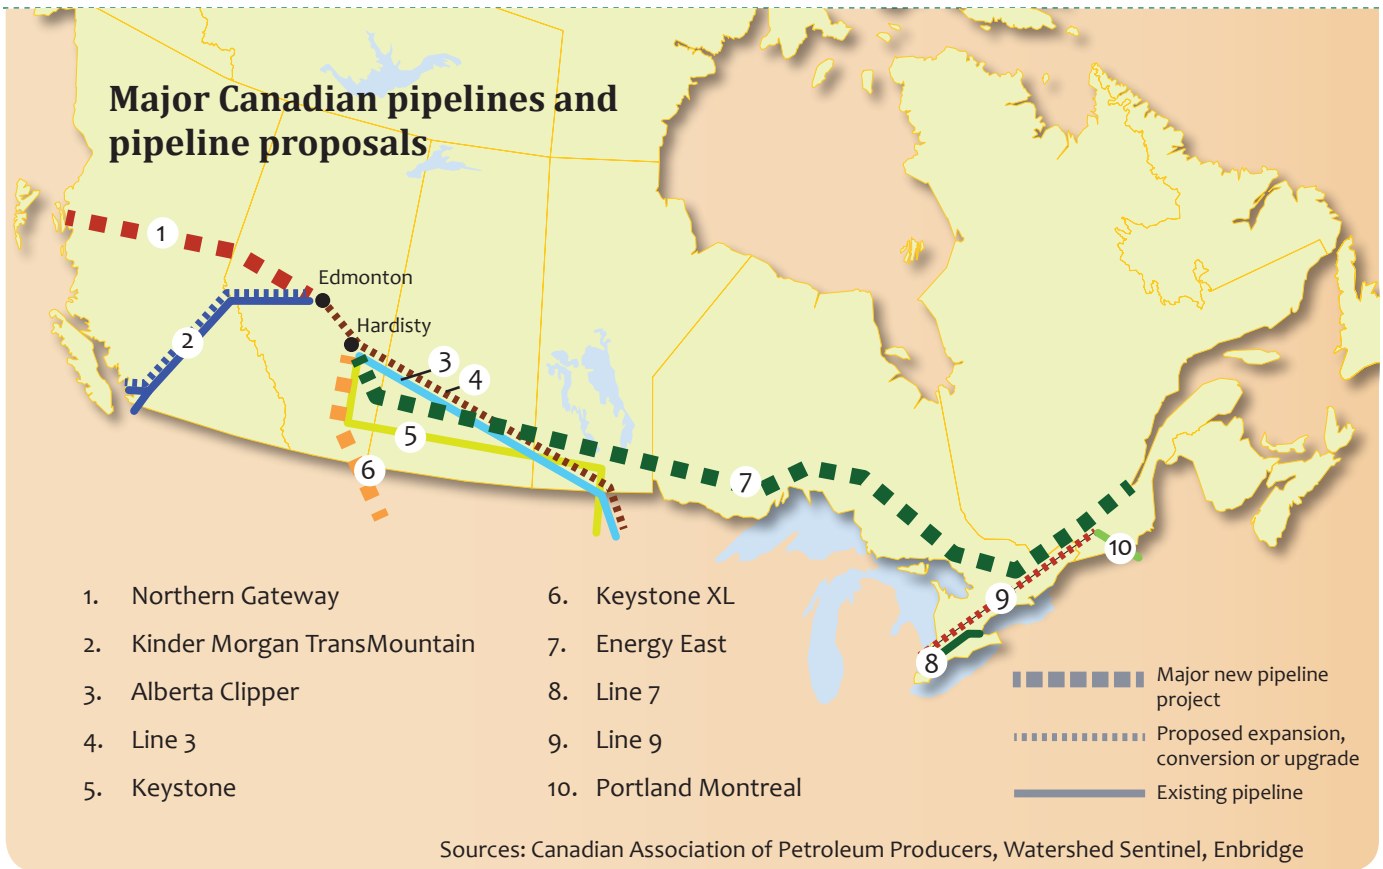 Major Canadian pipelines and
pipeline proposals
1
Edmonton
Hardisty
2
3
4
5
6
7
10
9
8
1. Northern Gateway
2. Kinder Morgan TransMountain
3. Alberta Clipper
4. Line 3
5. Keystone
6. Keystone XL
7. Energy East
8. Line 7
9. Line 9
10. Portland Montreal
Major new pipeline
project
Proposed expansion,
conversion or upgrade
Existing pipeline
Sources: Canadian Association of Petroleum Producers, Watershed Sentinel, Enbridge